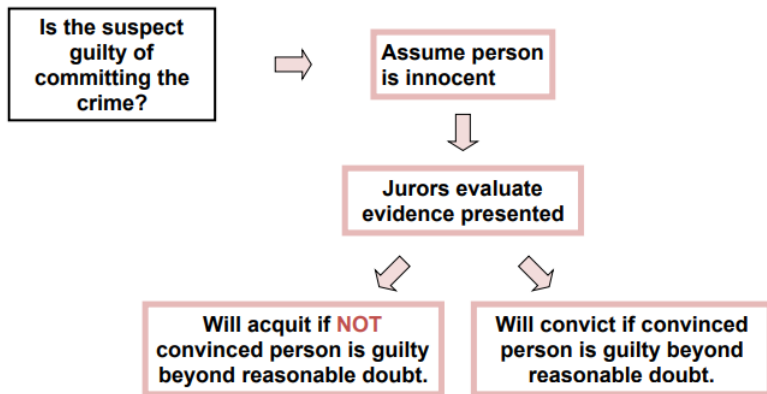 Is the suspect
guilty of
committing the
crime?
Assume person
is innocent
Jurors evaluate
evidence presented
Will acquit if NOT
convinced person is guilty
beyond reasonable doubt.
Will convict if convinced
person is guilty beyond
reasonable doubt.